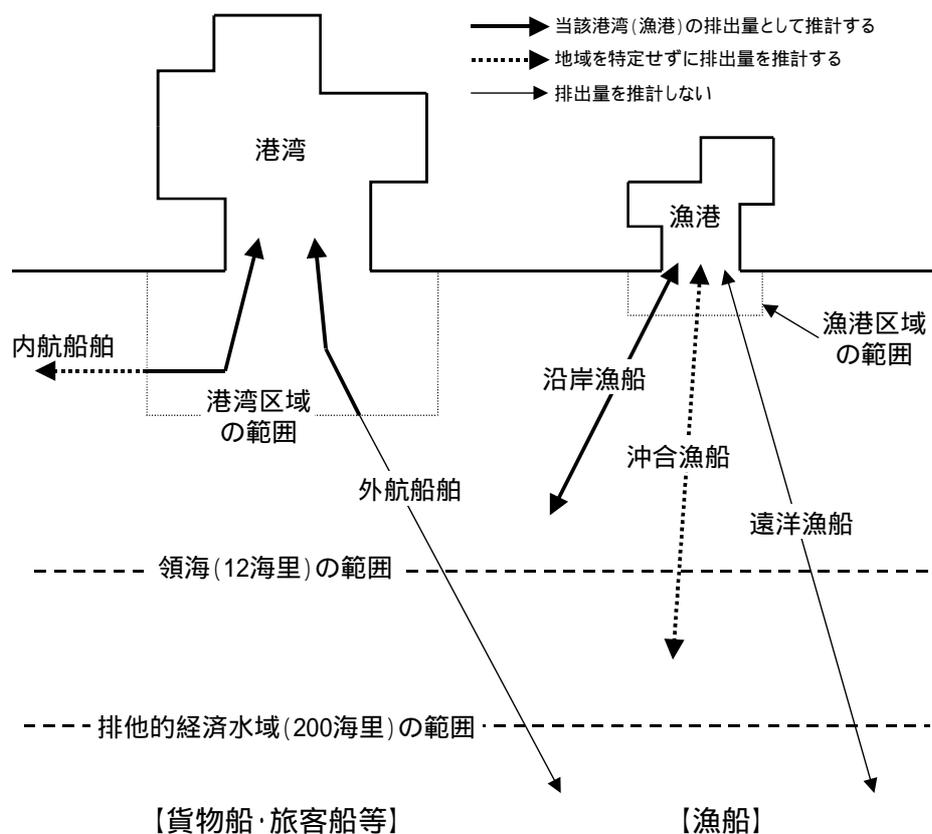 当該港湾(漁港)の排出量として推計する
地域を特定せずに排出量を推計する
排出量を推計しない
港湾
漁港
内航船舶
港湾区域
の範囲
漁港区域
の範囲
沿岸漁船
沖合漁船
外航船舶
遠洋漁船
領海(12海里)の範囲
排他的経済水域(200海里)の範囲
【貨物船・旅客船等】
【漁船】